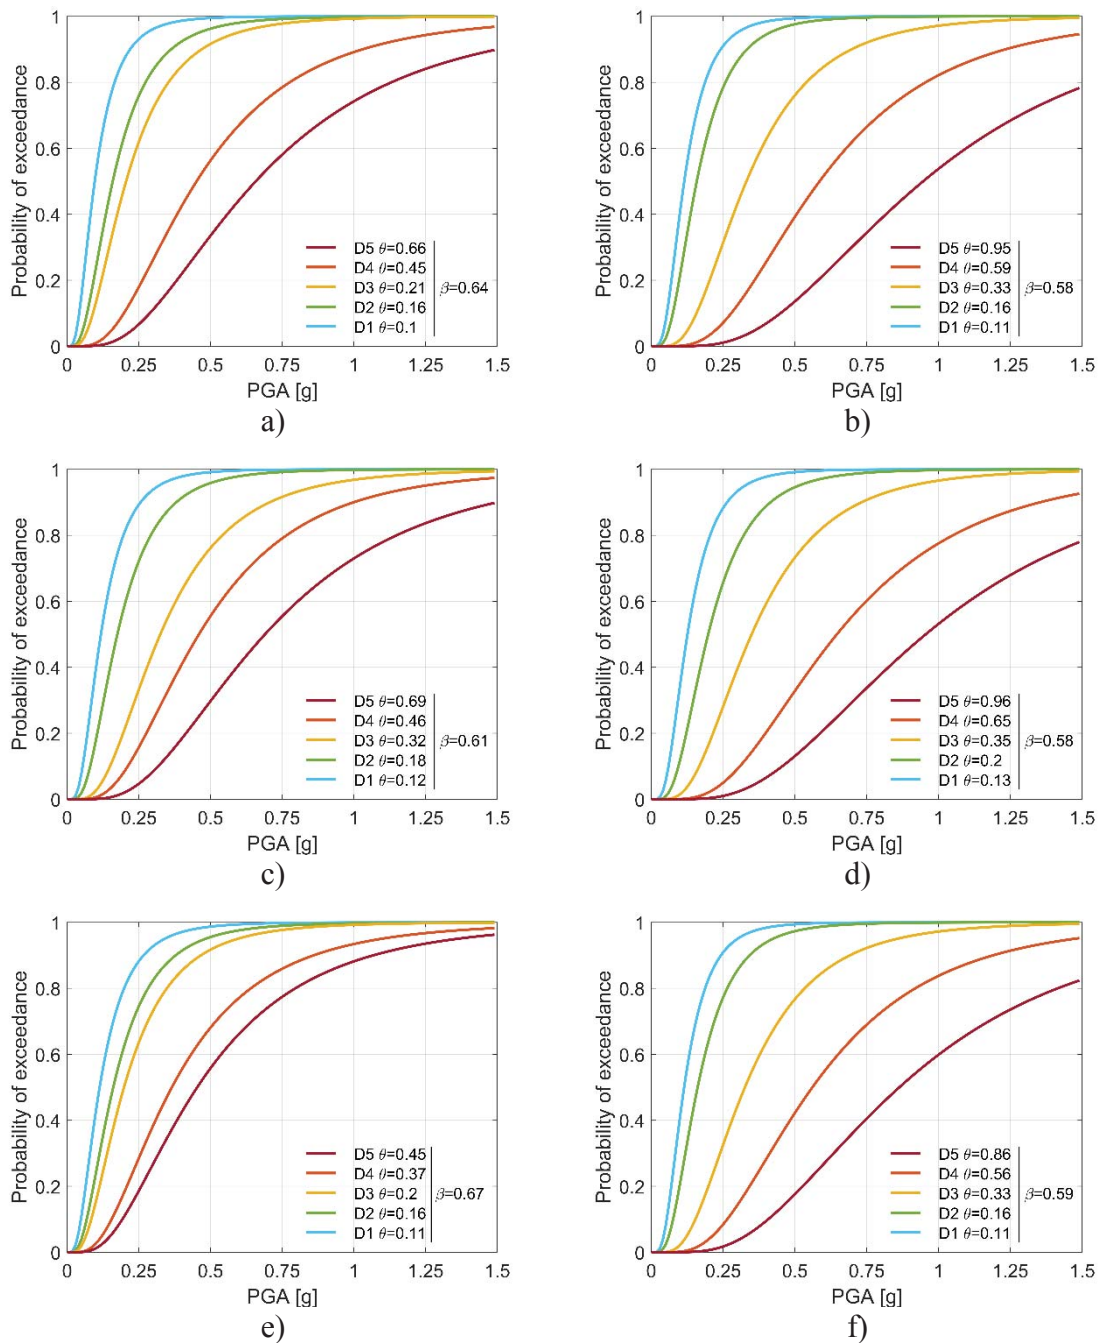 Probability of exceedance
1
0.8
0.6
0.4
0.2
0
D5 θ=0.66
D4 θ=0.45
D3 θ=0.21
D2 θ=0.16
D1 θ=0.1
β=0.64
0 0.25 0.5 0.75 1 1.25 1.5
PGA [g]
a)
Probability of exceedance
1
0.8
0.6
0.4
0.2
0
D5 θ=0.95
D4 θ=0.59
D3 θ=0.33
D2 θ=0.16
D1 θ=0.11
β=0.58
0 0.25 0.5 0.75 1 1.25 1.5
PGA [g]
b)
Probability of exceedance
1
0.8
0.6
0.4
0.2
0
D5 θ=0.69
D4 θ=0.46
D3 θ=0.32
D2 θ=0.18
D1 θ=0.12
β=0.61
0 0.25 0.5 0.75 1 1.25 1.5
PGA [g]
c)
Probability of exceedance
1
0.8
0.6
0.4
0.2
0
D5 θ=0.96
D4 θ=0.65
D3 θ=0.35
D2 θ=0.2
D1 θ=0.13
β=0.58
0 0.25 0.5 0.75 1 1.25 1.5
PGA [g]
d)
Probability of exceedance
1
0.8
0.6
0.4
0.2
0
D5 θ=0.45
D4 θ=0.37
D3 θ=0.2
D2 θ=0.16
D1 θ=0.11
β=0.67
0 0.25 0.5 0.75 1 1.25 1.5
PGA [g]
e)
Probability of exceedance
1
0.8
0.6
0.4
0.2
0
D5 θ=0.86
D4 θ=0.56
D3 θ=0.33
D2 θ=0.16
D1 θ=0.11
β=0.59
0 0.25 0.5 0.75 1 1.25 1.5
PGA [g]
f)